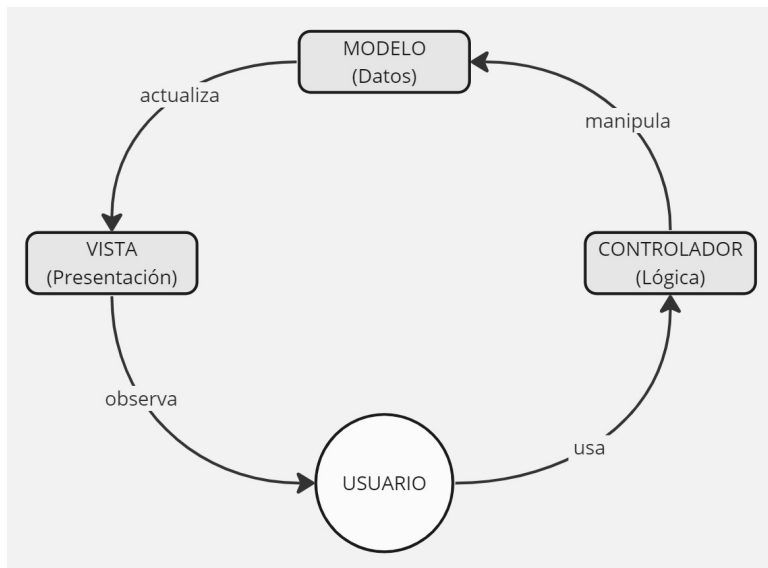 MODELO
(Datos)
actualiza
manipula
VISTA
(Presentación)
CONTROLADOR
(Lógica)
observa
usa
USUARIO